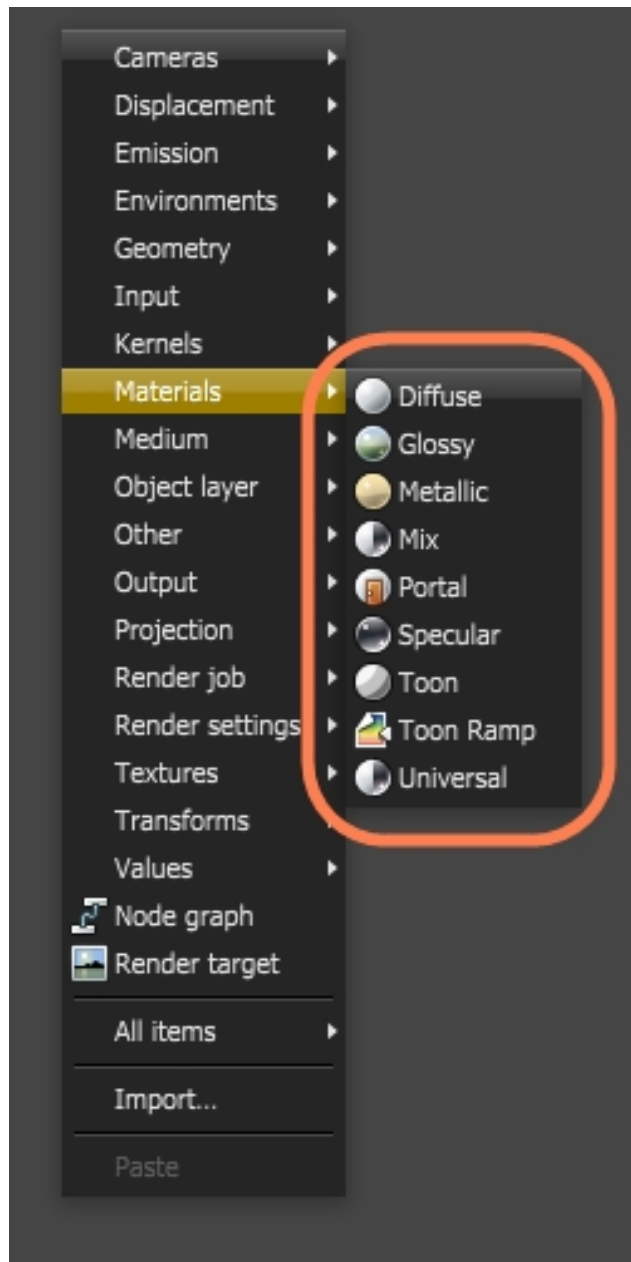 Cameras
Displacement
Emission
Environments
Geometry
Input
Kernels
Materials
Medium
Object layer
Other
Output
Projection
Render job
Render settings
Textures
Transforms
Values
Node graph
Render target
All items
Import...
Paste
Diffuse
Glossy
Metallic
Mix
Portal
Specular
Toon
Toon Ramp
Universal